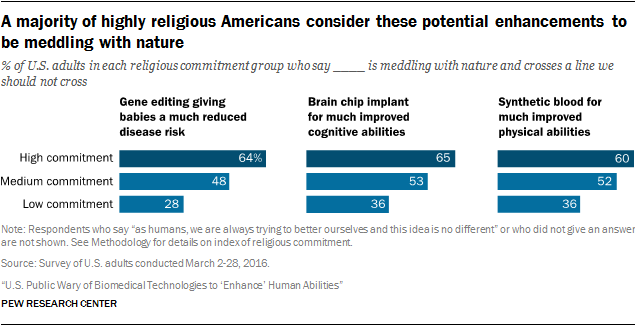 A majority of highly religious Americans consider these potential enhancements to
be meddling with nature
% of U.S. adults in each religious commitment group who say ____ is meddling with nature and crosses a line we
should not cross
Gene editing giving
babies a much reduced
disease risk
Brain chip implant
for much improved
cognitive abilities
Synthetic blood for
much improved
physical abilities
High commitment 64% 65 60
Medium commitment 48 53 52
Low commitment 28 36 36
Note: Respondents who say “as humans, we are always trying to better ourselves and this idea is no different” or who did not give an answer
are not shown. See Methodology for details on index of religious commitment.
Source: Survey of U.S. adults conducted March 2-28, 2016.
“U.S. Public Wary of Biomedical Technologies to ‘Enhance’ Human Abilities”
PEW RESEARCH CENTER